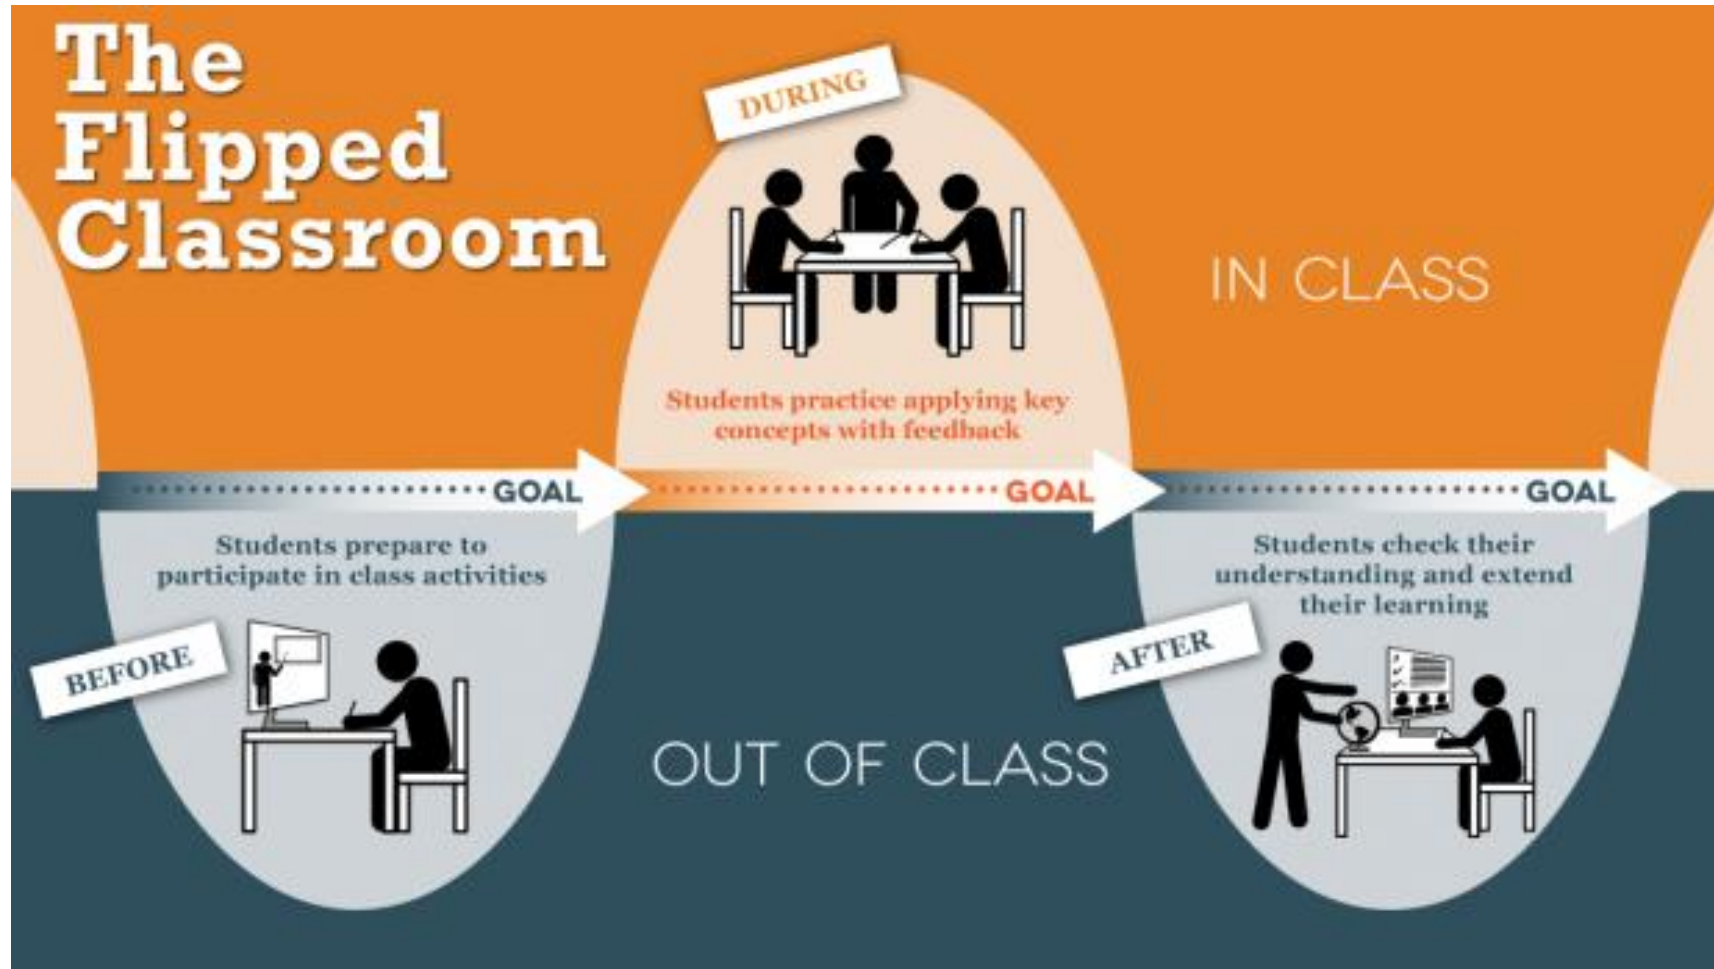 The
Flipped
Classroom
DURING
IN CLASS
Students practice applying key
concepts with feedback
GOAL
GOAL
GOAL
Students prepare to
participate in class activities
BEFORE
Students check their
understanding and extend
their learning
AFTER
OUT OF CLASS